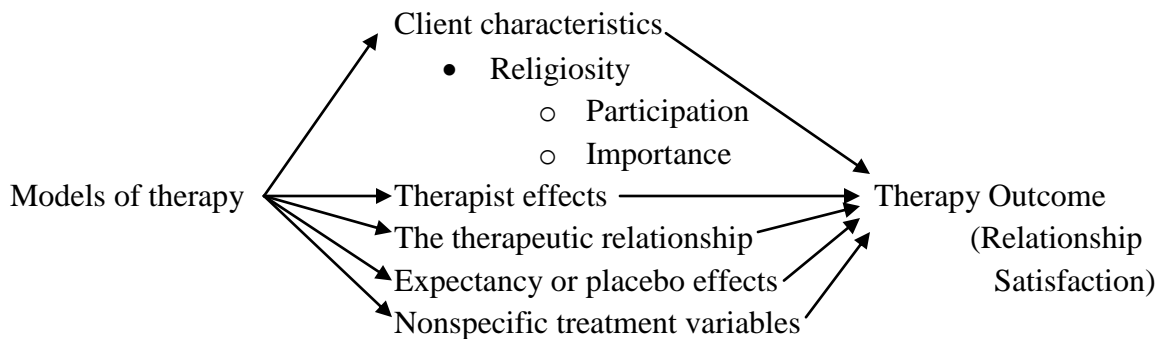 Client characteristics
• Religiosity
o Participation
o Importance
Models of therapy
Therapist effects
Therapy Outcome
The therapeutic relationship
(Relationship
Expectancy or placebo effects
Satisfaction)
Nonspecific treatment variables